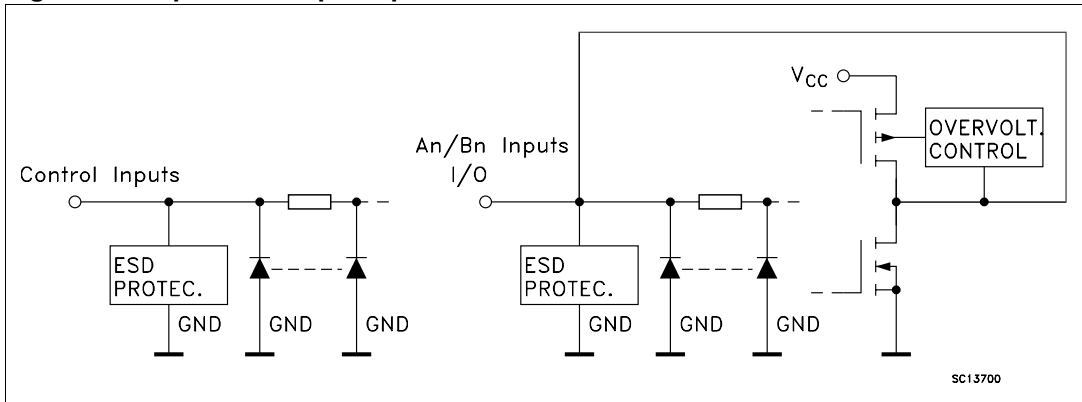 Control Inputs
ESD
PROTEC.
GND
GND
GND
An/Bn Inputs
I/O
ESD
PROTEC.
GND
GND
GND
VCC
OVERVOLT.
CONTROL
SC13700